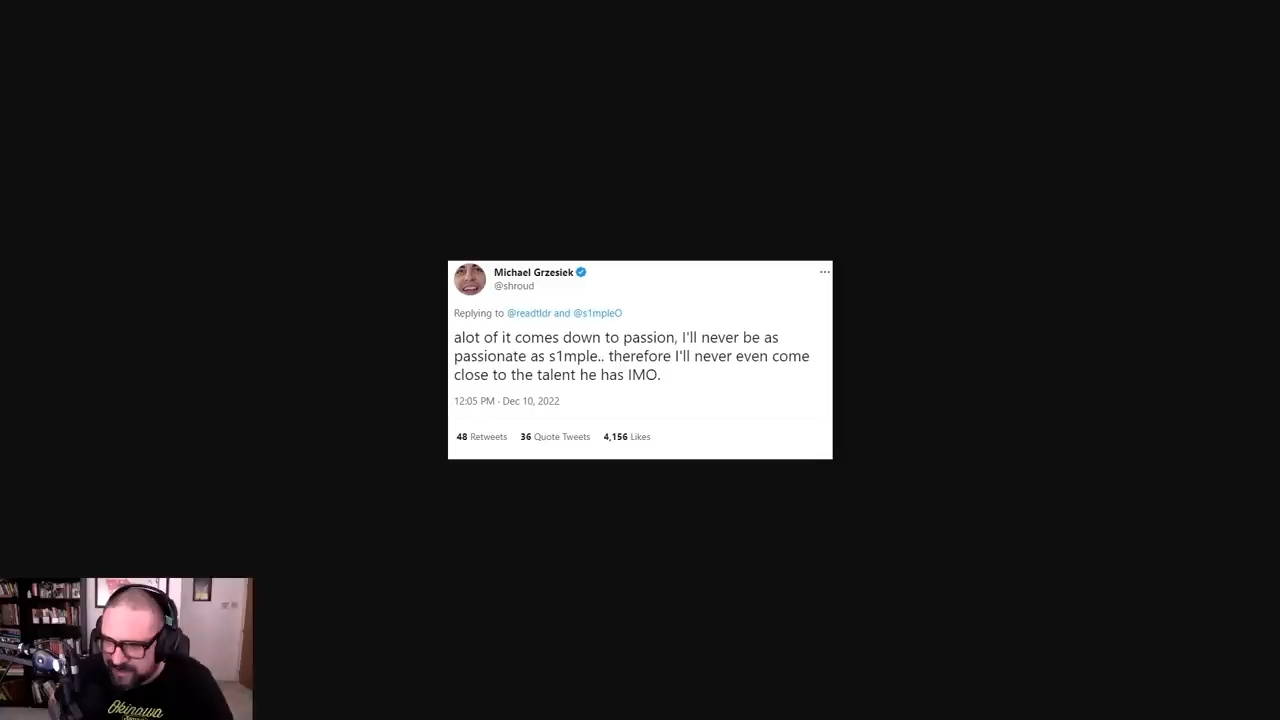 Michael Grzesiek
@shroud
Replying to @readtldr and @s1mpleO
alot of it comes down to passion, I'll never be as
passionate as s1mple.. therefore I'll never even come
close to the talent he has IMO.
12:05 PM · Dec 10, 2022
48 Retweets 36 Quote Tweets 4,156 Likes
Okinawa